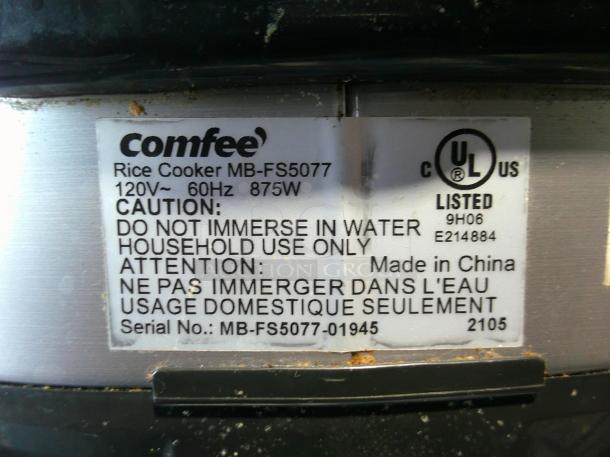 comfee'
Rice Cooker MB-FS5077
120V~ 60Hz 875W
CAUTION:
DO NOT IMMERSE IN WATER
HOUSEHOLD USE ONLY
ATTENTION: Made in China
NE PAS IMMERGER DANS L'EAU
USAGE DOMESTIQUE SEULEMENT
Serial No.: MB-FS5077-01945 2105
C UL ® US
LISTED
9H06
E214884